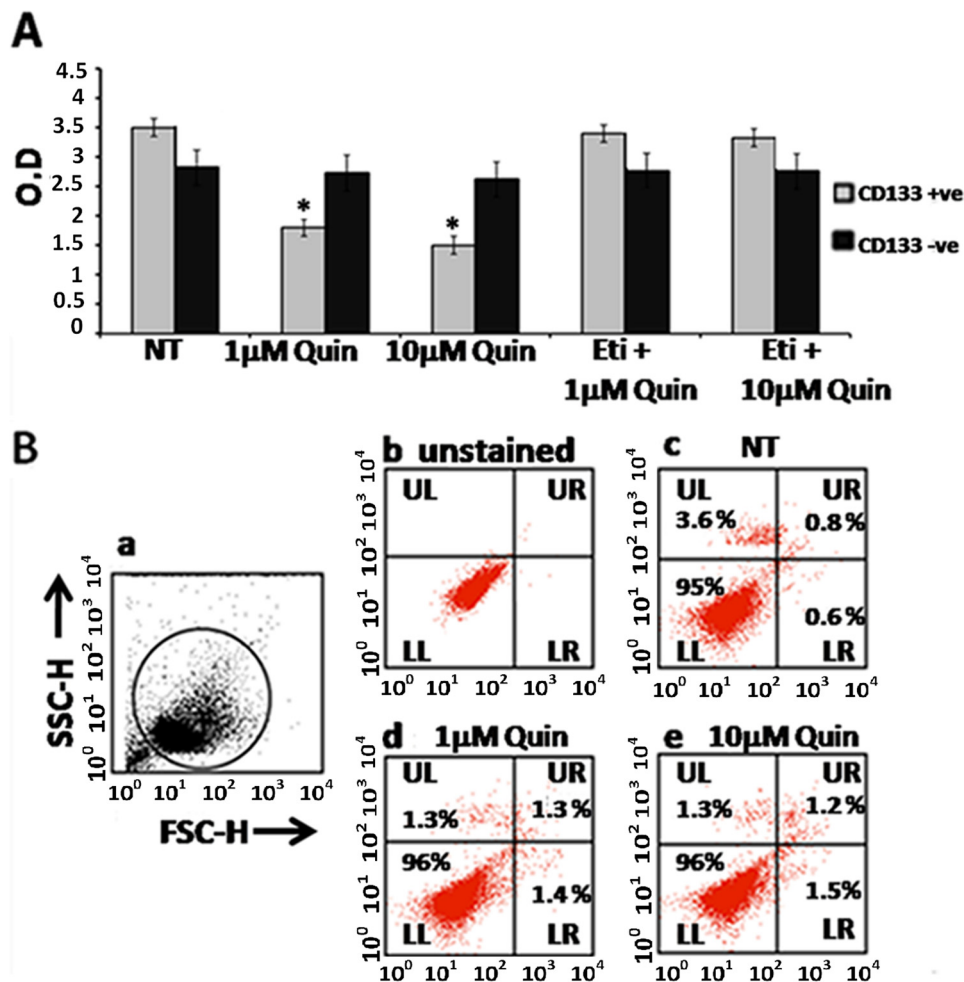 A
4.5
4
3.5
3
2.5
2
1.5
1
0.5
0
O.D
*
*
CD133 +ve
CD133 -ve
NT
1µM Quin
10µM Quin
Eti +
1µM Quin
Eti +
10µM Quin
B
a
10⁴
10³
10²
10¹
10⁰
SSC-H
10⁰ 10¹ 10² 10³ 10⁴
FSC-H
b unstained
10⁴
10³
10²
10¹
10⁰
UL UR
LL LR
10⁰ 10¹ 10² 10³ 10⁴
c NT
10⁴
10³
10²
10¹
10⁰
UL UR
3.6% 0.8%
95%
0.6%
LL LR
10⁰ 10¹ 10² 10³ 10⁴
d 1µM Quin
10⁴
10³
10²
10¹
10⁰
UL UR
1.3% 1.3%
96%
1.4%
LL LR
10⁰ 10¹ 10² 10³ 10⁴
e 10µM Quin
10⁴
10³
10²
10¹
10⁰
UL UR
1.3% 1.2%
96%
1.5%
LL LR
10⁰ 10¹ 10² 10³ 10⁴